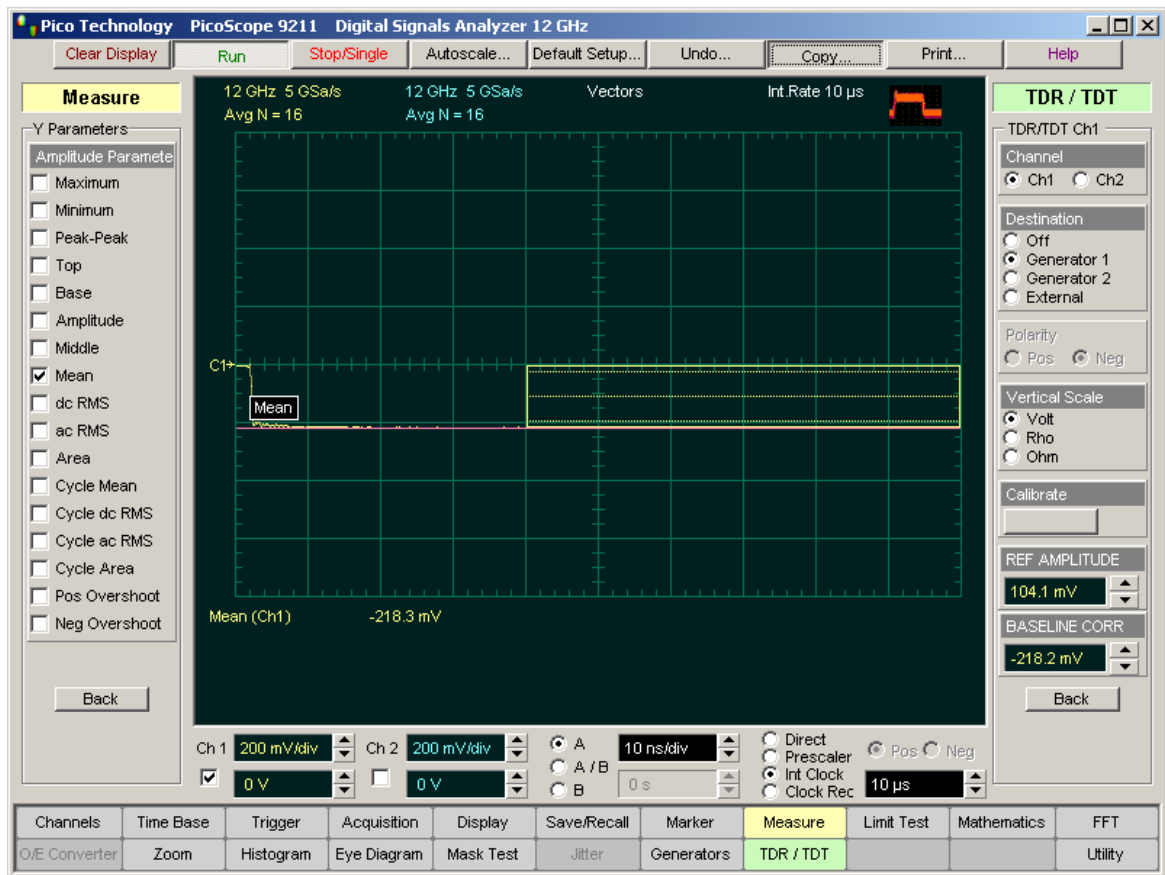 Pico Technology PicoScope 9211 Digital Signals Analyzer 12 GHz
Clear Display Run Stop/Single Autoscale... Default Setup... Undo... Copy... Print... Help
Measure
Y Parameters
Amplitude Paramete
Maximum
Minimum
Peak-Peak
Top
Base
Amplitude
Middle
Mean
dc RMS
ac RMS
Area
Cycle Mean
Cycle dc RMS
Cycle ac RMS
Cycle Area
Pos Overshoot
Neg Overshoot
Back
12 GHz 5 GSa/s 12 GHz 5 GSa/s Vectors Int.Rate 10 µs
Avg N = 16 Avg N = 16
C1
Mean
Mean (Ch1) -218.3 mV
TDR / TDT
TDR/TDT Ch1
Channel
Ch1 Ch2
Destination
Off
Generator 1
Generator 2
External
Polarity
Pos Neg
Vertical Scale
Volt
Rho
Ohm
Calibrate
REF AMPLITUDE
104.1 mV
BASELINE CORR
-218.2 mV
Back
Ch 1 200 mV/div Ch 2 200 mV/div
0 V 0 V
A
A / B
B
10 ns/div
0 s
Direct
Prescaler
Int Clock
Clock Rec
Pos Neg
10 µs
Channels Time Base Trigger Acquisition Display Save/Recall Marker Measure Limit Test Mathematics FFT
O/E Converter Zoom Histogram Eye Diagram Mask Test Jitter Generators TDR / TDT Utility